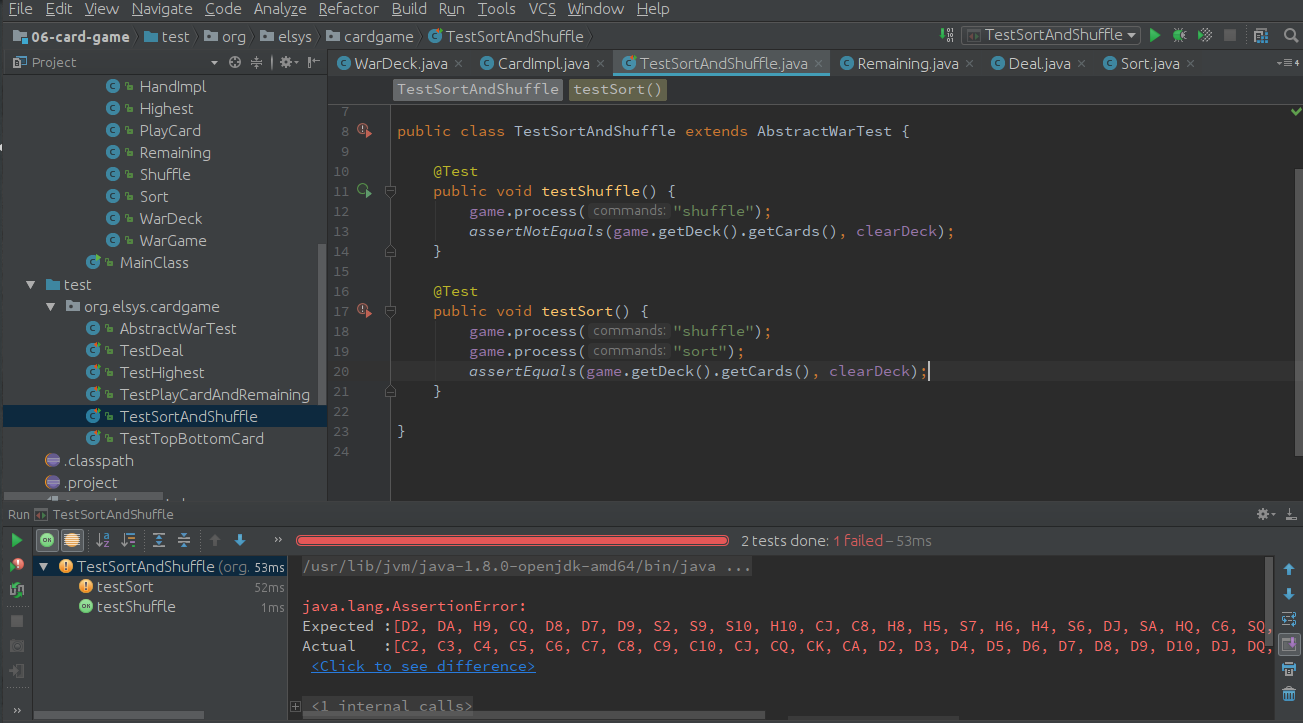 File Edit View Navigate Code Analyze Refactor Build Run Tools VCS Window Help
06-card-game test org elsys cardgame TestSortAndShuffle TestSortAndShuffle
Project
WarDeck.java CardImpl.java TestSortAndShuffle.java Remaining.java Deal.java Sort.java 4
HandImpl
Highest
PlayCard
Remaining
Shuffle
Sort
WarDeck
WarGame
MainClass
test
org.elsys.cardgame
AbstractWarTest
TestDeal
TestHighest
TestPlayCardAndRemaining
TestSortAndShuffle
TestTopBottomCard
.classpath
.project
TestSortAndShuffle testSort()
7
8 public class TestSortAndShuffle extends AbstractWarTest {
9
10 @Test
11 public void testShuffle() {
12 game.process( commands: "shuffle");
13 assertNotEquals(game.getDeck().getCards(), clearDeck);
14 }
15
16 @Test
17 public void testSort() {
18 game.process( commands: "shuffle");
19 game.process( commands: "sort");
20 assertEquals(game.getDeck().getCards(), clearDeck);
21 }
22
23 }
24
Run TestSortAndShuffle
2 tests done: 1 Failed – 53ms
TestSortAndShuffle (org. 53ms
testSort 52ms
testShuffle 1ms
/usr/lib/jvm/java-1.8.0-openjdk-amd64/bin/java ...
java.lang.AssertionError:
Expected :[D2, DA, H9, CQ, D8, D7, D9, S2, S9, S10, H10, CJ, C8, H8, H5, S7, H6, H4, S6, DJ, SA, HQ, C6, SQ,
Actual :[C2, C3, C4, C5, C6, C7, C8, C9, C10, CJ, CQ, CK, CA, D2, D3, D4, D5, D6, D7, D8, D9, D10, DJ, DQ,
<Click to see difference>
<1 internal calls>